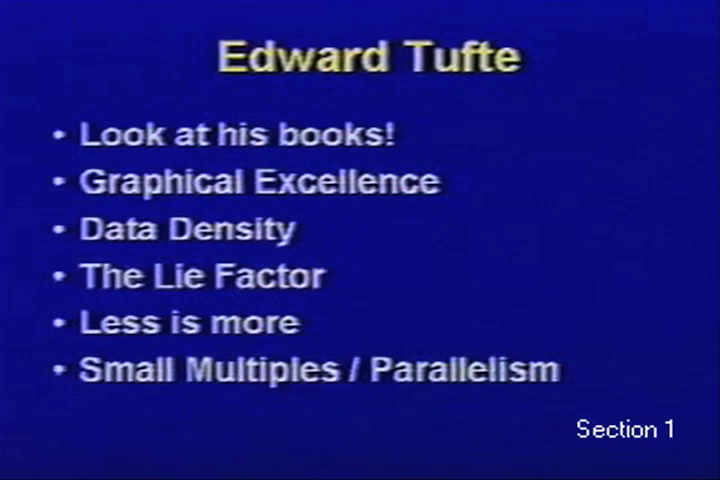 Edward Tufte
• Look at his books!
• Graphical Excellence
• Data Density
• The Lie Factor
• Less is more
• Small Multiples / Parallelism
Section 1